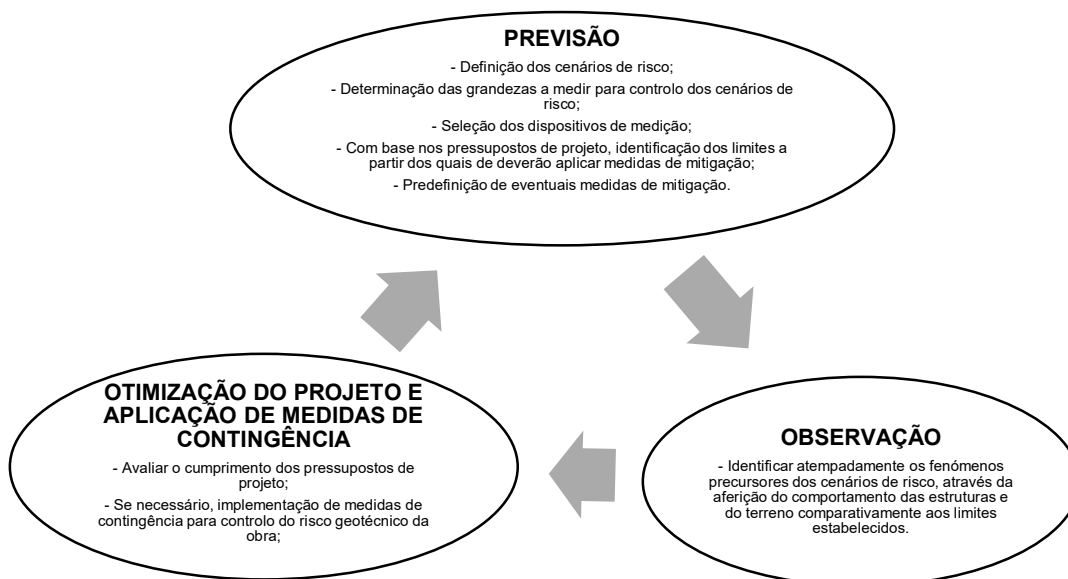 PREVISÃO
- Definição dos cenários de risco;
- Determinação das grandezas a medir para controlo dos cenários de
risco;
- Seleção dos dispositivos de medição;
- Com base nos pressupostos de projeto, identificação dos limites a
partir dos quais de deverão aplicar medidas de mitigação;
- Predefinição de eventuais medidas de mitigação.
OTIMIZAÇÃO DO PROJETO E
APLICAÇÃO DE MEDIDAS DE
CONTINGÊNCIA
- Avaliar o cumprimento dos pressupostos de
projeto;
- Se necessário, implementação de medidas de
contingência para controlo do risco geotécnico da
obra;
OBSERVAÇÃO
- Identificar atempadamente os fenómenos
precursores dos cenários de risco, através da
aferição do comportamento das estruturas e
do terreno comparativamente aos limites
estabelecidos.